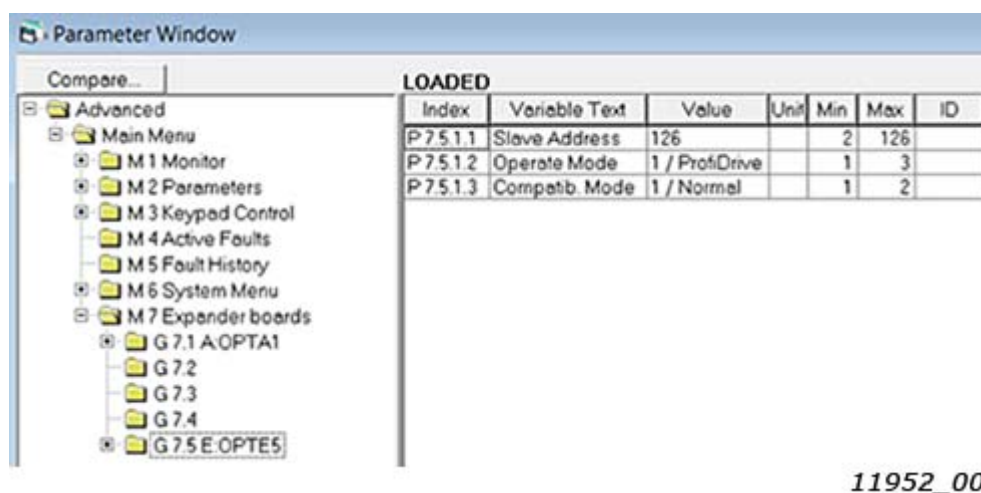 Parameter Window
Compare...
LOADED
Advanced
Main Menu
M 1 Monitor
M 2 Parameters
M 3 Keypad Control
M 4 Active Faults
M 5 Fault History
M 6 System Menu
M 7 Expander boards
G 7.1 A:OPTA1
G 7.2
G 7.3
G 7.4
G 7.5 E:OPTE5
Index Variable Text Value Unit Min Max ID
P 7.5.1.1 Slave Address 126 2 126
P 7.5.1.2 Operate Mode 1 / ProfiDrive 1 3
P 7.5.1.3 Compatib. Mode 1 / Normal 1 2
11952_00